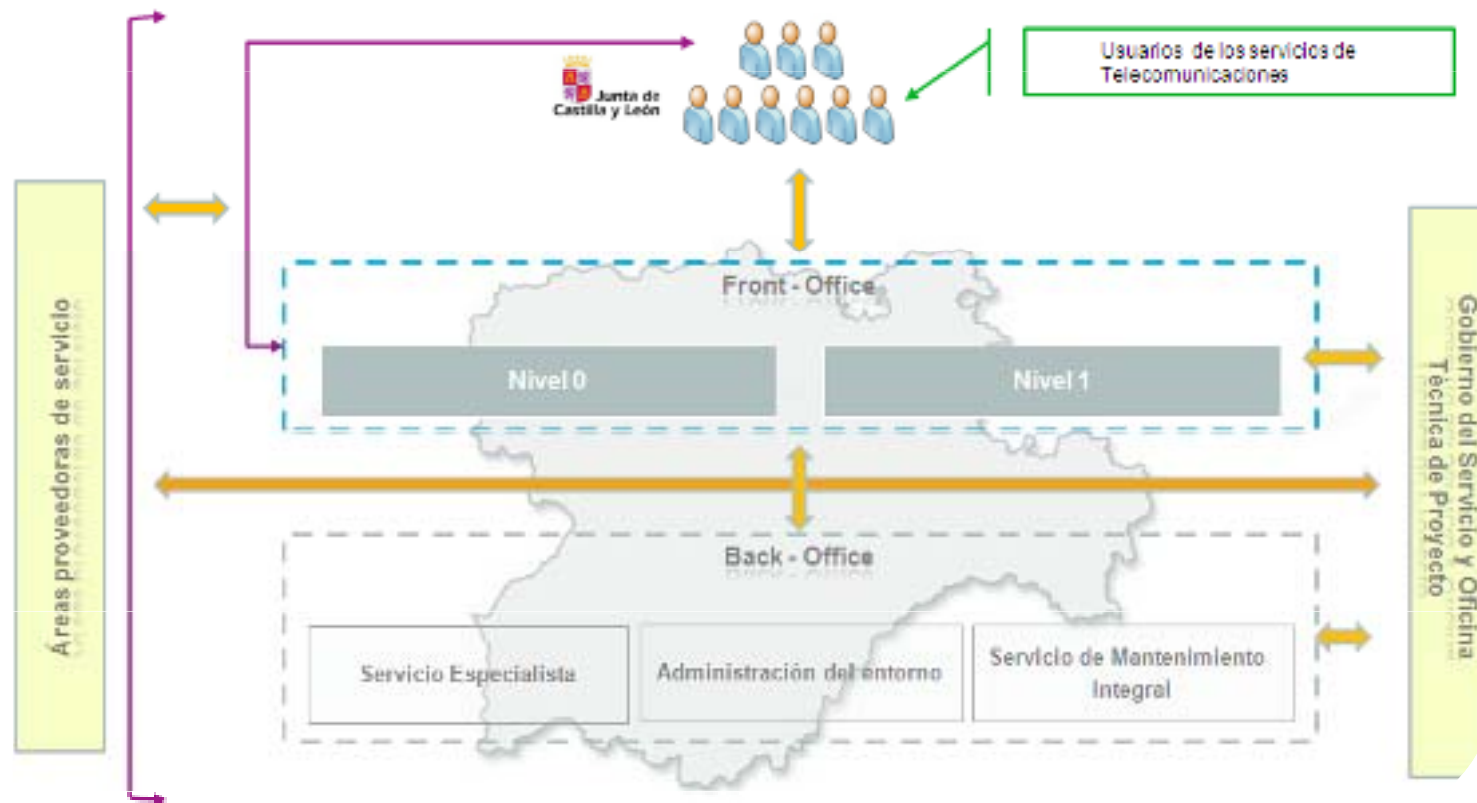 Usuarios de los servicios de
Telecomunicaciones
Junta de
Castilla y León
Áreas proveedoras de servicio
Front - Office
Nivel 0
Nivel 1
Gobierno del Servicio y Oficina
Técnica de Proyecto
Back - Office
Servicio Especialista
Administración del entorno
Servicio de Mantenimiento
Integral